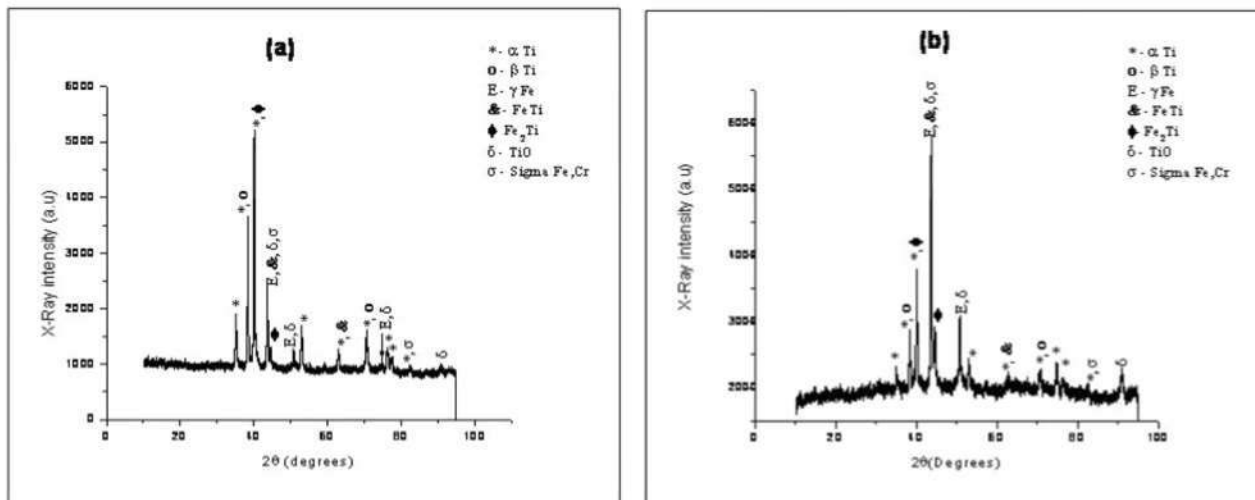 (a)
*- α Ti
o- β Ti
E- γ Fe
&- FeTi
⧫ Fe2Ti
δ- TiO
σ- Sigma Fe,Cr
X-Ray intensity (a.u)
6000
5000
4000
3000
2000
1000
0
⧫
*,
*,o
E,&,δ,σ
*
⧫
E,δ
*
*,&
*,o
E,δ
*
*
*,σ
δ
0 20 40 60 80 100
2θ(degrees)
(b)
*- α Ti
o- β Ti
E- γ Fe
&- FeTi
⧫ Fe2Ti
δ- TiO
σ- Sigma Fe,Cr
X-Ray intensity (a.u)
6000
5000
4000
3000
2000
E,&,δ,σ
⧫
*,
*,o
⧫
E,δ
*
*
*,&
*,o
*
*
*,σ
δ
0 20 40 60 80 100
2θ(Degrees)